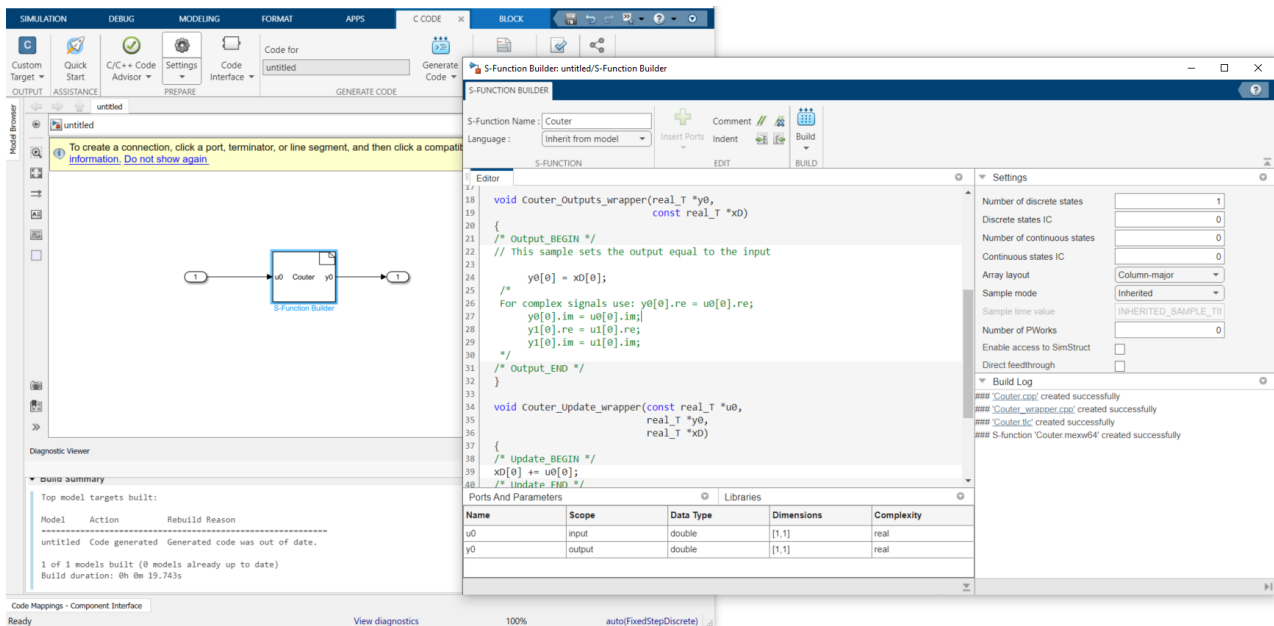 SIMULATION DEBUG MODELING FORMAT APPS C CODE × BLOCK
C Quick C/C++ Code Settings Code Code for Generate
Custom Start Advisor Interface untitled Code
Target
OUTPUT ASSISTANCE PREPARE GENERATE CODE
untitled
Model Browser
untitled
To create a connection, click a port, terminator, or line segment, and then click a compatib
information. Do not show again
1 u0 Couter y0 1
S-Function Builder
Diagnostic Viewer
Build Summary
Top model targets built:
Model Action Rebuild Reason
untitled Code generated Generated code was out of date.
1 of 1 models built (0 models already up to date)
Build duration: 0h 0m 19.743s
Code Mappings - Component Interface
Ready View diagnostics 100% auto(FixedStepDiscrete)
S-Function Builder: untitled/S-Function Builder
S-FUNCTION BUILDER
S-Function Name : Couter
Language : Inherit from model
Insert Ports
Comment //
Indent
Build
S-FUNCTION EDIT BUILD
Editor
17
18 void Couter_Outputs_wrapper(real_T *y0,
19 const real_T *xD)
20 {
21 /* Output_BEGIN */
22 // This sample sets the output equal to the input
23
24 y0[0] = xD[0];
25 /*
26 For complex signals use: y0[0].re = u0[0].re;
27 y0[0].im = u0[0].im;
28 y1[0].re = u1[0].re;
29 y1[0].im = u1[0].im;
30 */
31 /* Output_END */
32 }
33
34 void Couter_Update_wrapper(const real_T *u0,
35 real_T *y0,
36 real_T *xD)
37 {
38 /* Update_BEGIN */
39 xD[0] += u0[0];
40 /* Update_END */
Ports And Parameters Libraries
Name Scope Data Type Dimensions Complexity
u0 input double [1,1] real
y0 output double [1,1] real
Settings
Number of discrete states 1
Discrete states IC 0
Number of continuous states 0
Continuous states IC 0
Array layout Column-major
Sample mode Inherited
Sample time value INHERITED_SAMPLE_TII
Number of PWorks 0
Enable access to SimStruct
Direct feedthrough
Build Log
### 'Couter.cpp' created successfully
### 'Couter_wrapper.cpp' created successfully
### 'Couter.tlc' created successfully
### S-function 'Couter.mexw64' created successfully